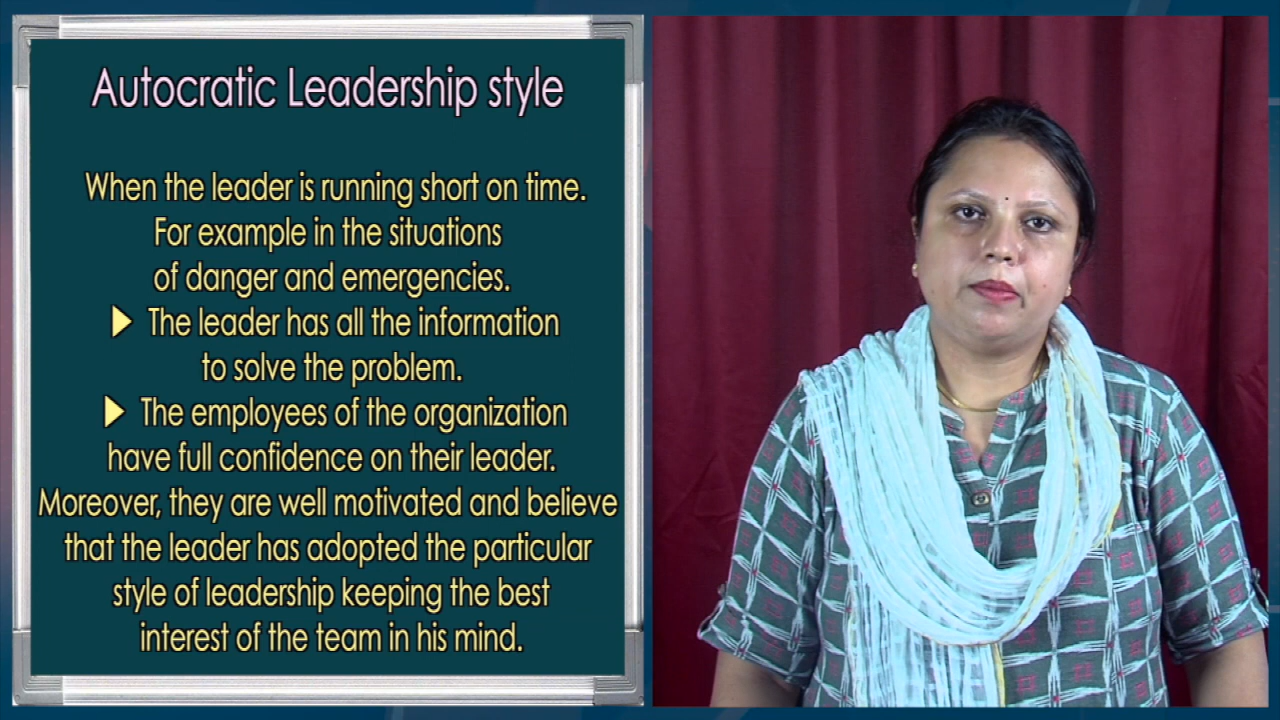 Autocratic Leadership style
When the leader is running short on time.
For example in the situations
of danger and emergencies.
▶ The leader has all the information
to solve the problem.
▶ The employees of the organization
have full confidence on their leader.
Moreover, they are well motivated and believe
that the leader has adopted the particular
style of leadership keeping the best
interest of the team in his mind.